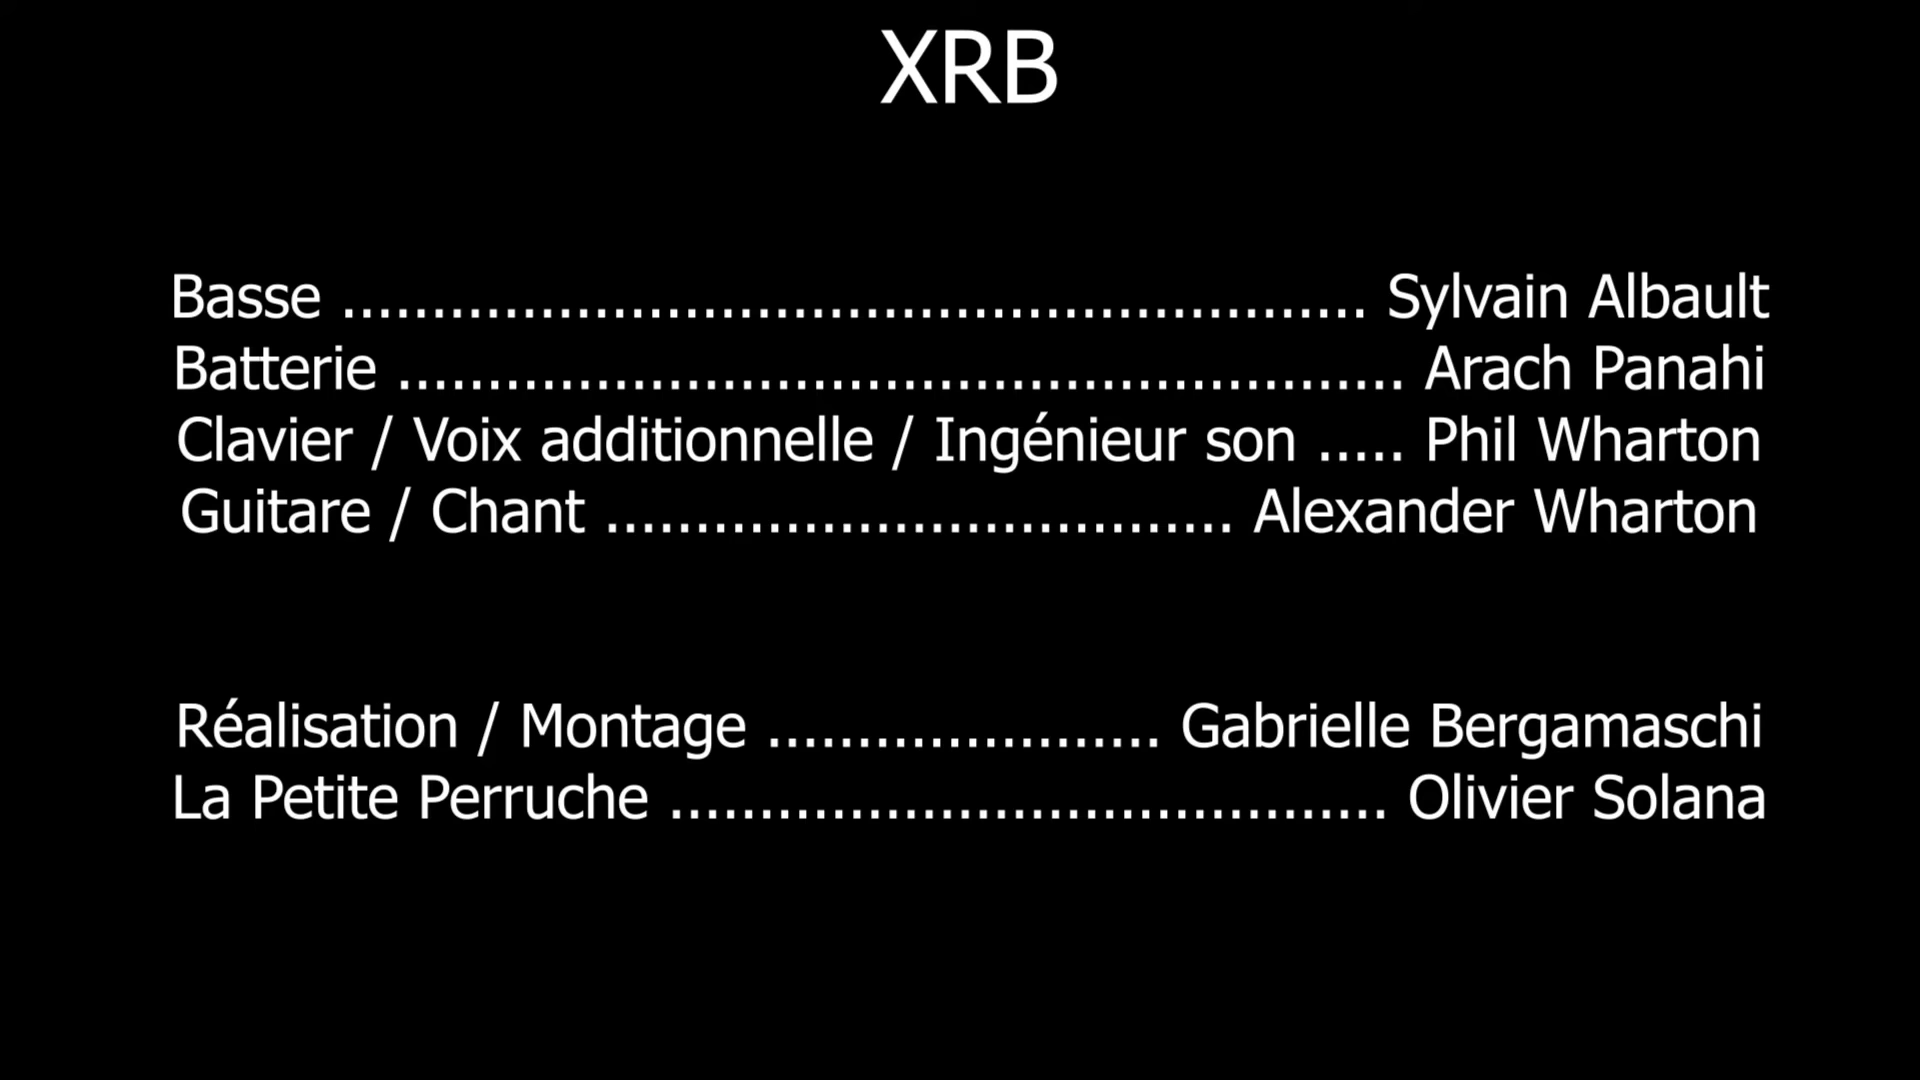 XRB
Basse ......................................................... Sylvain Albault
Batterie ........................................................ Arach Panahi
Clavier / Voix additionnelle / Ingénieur son ..... Phil Wharton
Guitare / Chant ................................... Alexander Wharton
Réalisation / Montage ...................... Gabrielle Bergamaschi
La Petite Perruche ........................................ Olivier Solana